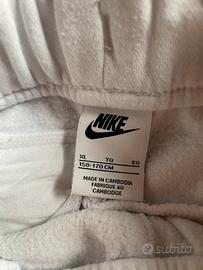 NIKE
XL TG EG
158-170 CM
MADE IN CAMBODIA
FABRIQUÉ AU
CAMBODGE
subito